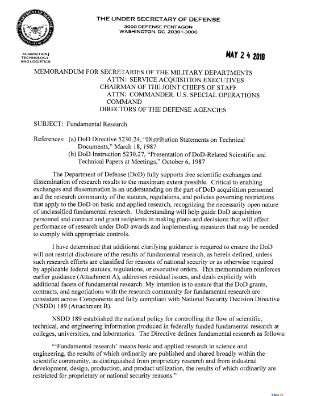 THE UNDER SECRETARY OF DEFENSE
3000 DEFENSE PENTAGON
WASHINGTON, DC 20301-3000
ACQUISITION,
TECHNOLOGY
AND LOGISTICS
MAY 24 2010
MEMORANDUM FOR SECRETARIES OF THE MILITARY DEPARTMENTS
ATTN: SERVICE ACQUISITION EXECUTIVES
CHAIRMAN OF THE JOINT CHIEFS OF STAFF
ATTN: COMMANDER, U.S. SPECIAL OPERATIONS
COMMAND
DIRECTORS OF THE DEFENSE AGENCIES
SUBJECT: Fundamental Research
References: (a) DoD Directive 5230.24, "Distribution Statements on Technical
Documents," March 18, 1987
(b) DoD Instruction 5230.27, "Presentation of DoD-Related Scientific and
Technical Papers at Meetings," October 6, 1987
The Department of Defense (DoD) fully supports free scientific exchanges and
dissemination of research results to the maximum extent possible. Critical to enabling
exchanges and dissemination is an understanding on the part of DoD acquisition personnel
and the research community of the statutes, regulations, and policies governing restrictions
that apply to the DoD on basic and applied research, recognizing the necessarily open nature
of unclassified fundamental research. Understanding will help guide DoD acquisition
personnel and contract and grant recipients in making plans and decisions that will affect
performance of research under DoD awards and implementing measures that may be needed
to comply with appropriate controls.
I have determined that additional clarifying guidance is required to ensure the DoD
will not restrict disclosure of the results of fundamental research, as herein defined, unless
such research efforts are classified for reasons of national security or as otherwise required
by applicable federal statutes, regulations, or executive orders. This memorandum reinforces
earlier guidance (Attachment A), addresses residual issues, and deals explicitly with
additional facets of fundamental research. My intention is to ensure that the DoD grants,
contracts, and negotiations with the research community for fundamental research are
consistent across Components and fully compliant with National Security Decision Directive
(NSDD) 189 (Attachment B).
NSDD 189 established the national policy for controlling the flow of scientific,
technical, and engineering information produced in federally funded fundamental research at
colleges, universities, and laboratories. The Directive defines fundamental research as follows:
"'Fundamental research' means basic and applied research in science and
engineering, the results of which ordinarily are published and shared broadly within the
scientific community, as distinguished from proprietary research and from industrial
development, design, production, and product utilization, the results of which ordinarily are
restricted for proprietary or national security reasons."